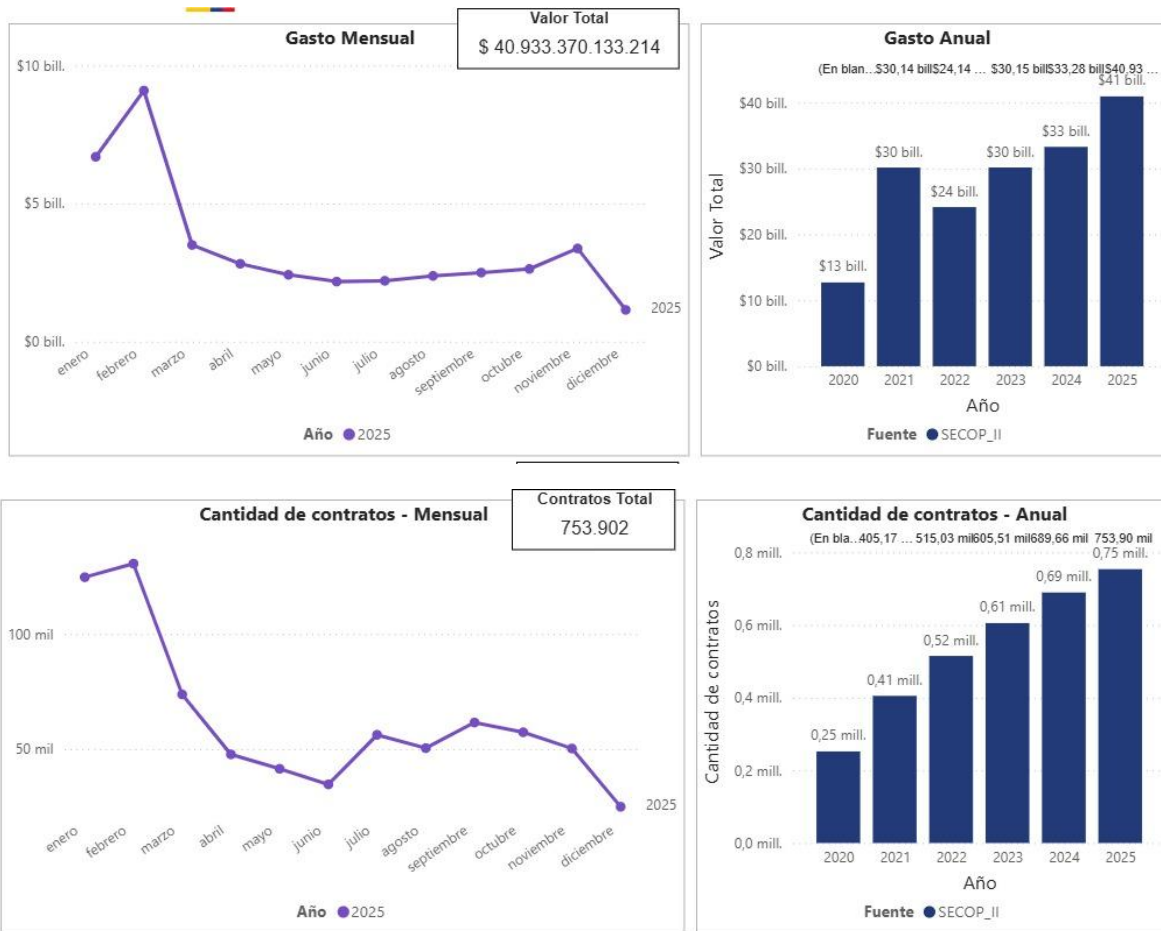 Gasto Mensual
Valor Total
$ 40.933.370.133.214
$10 bill.
$5 bill.
$0 bill.
enero
febrero
marzo
abril
mayo
junio
julio
agosto
septiembre
octubre
noviembre
diciembre
2025
Año 2025
Gasto Anual
(En blan... $30,14 bill $24,14 ... $30,15 bill $33,28 bill $40,93 ...
Valor Total
$40 bill.
$30 bill.
$20 bill.
$10 bill.
$0 bill.
$13 bill.
$30 bill.
$24 bill.
$30 bill.
$33 bill.
$41 bill.
2020 2021 2022 2023 2024 2025
Año
Fuente SECOP_II
Cantidad de contratos - Mensual
Contratos Total
753.902
100 mil
50 mil
enero
febrero
marzo
abril
mayo
junio
julio
agosto
septiembre
octubre
noviembre
diciembre
2025
Año 2025
Cantidad de contratos - Anual
(En bla... 405,17 ... 515,03 mil 605,51 mil 689,66 mil 753,90 mil
Cantidad de contratos
0,8 mill.
0,6 mill.
0,4 mill.
0,2 mill.
0,0 mill.
0,25 mill.
0,41 mill.
0,52 mill.
0,61 mill.
0,69 mill.
0,75 mill.
2020 2021 2022 2023 2024 2025
Año
Fuente SECOP_II